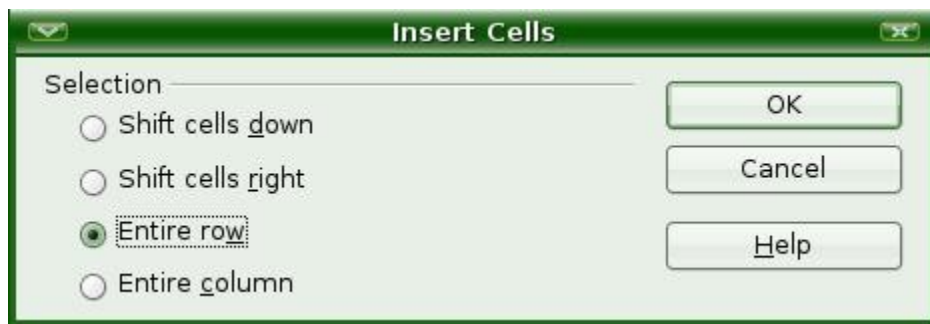 Insert Cells
Selection
Shift cells down
Shift cells right
Entire row
Entire column
OK
Cancel
Help